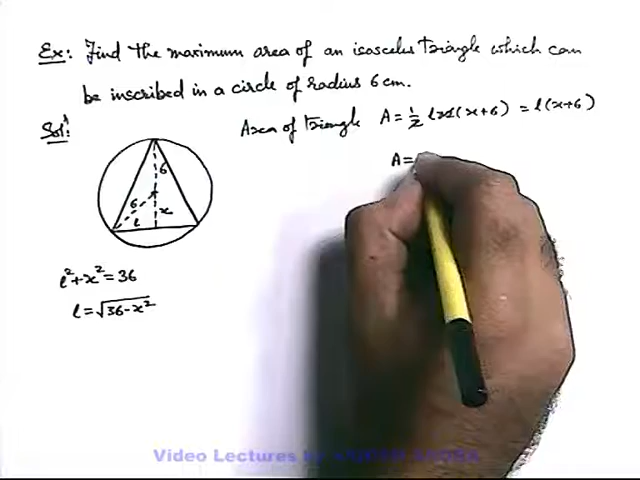 Ex: Find the maximum area of an isosceles triangle which can
be inscribed in a circle of radius 6 cm.
Solⁿ: Area of triangle A = 1/2 l×2(x+6) = l(x+6)
A =
6
6
x
l
l² + x² = 36
l = √36-x²
Video Lectures by